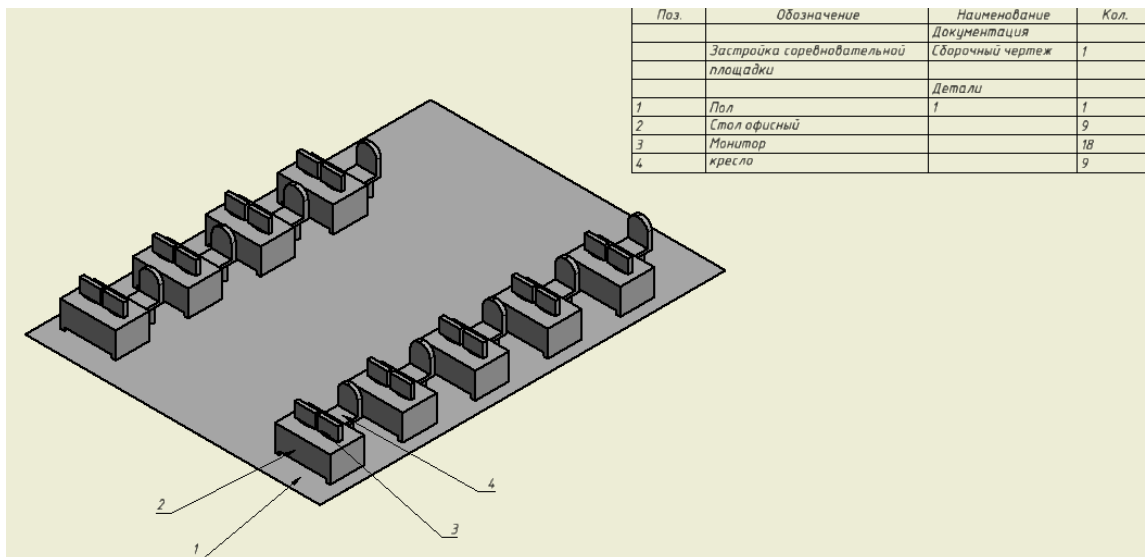 Поз. Обозначение Наименование Кол.
Документация
Застройка соревновательной Сборочный чертеж 1
площадки
Детали
1 Пол 1 1
2 Стол офисный 9
3 Монитор 18
4 кресло 9
4
2
3
1